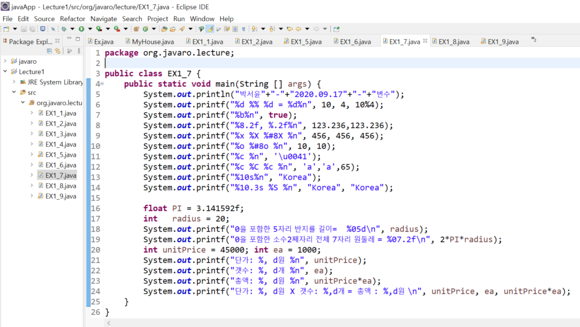 javaApp - Lecture1/src/org/javaro/lecture/EX1_7.java - Eclipse IDE
File Edit Source Refactor Navigate Search Project Run Window Help
Package Expl...
Ex.java MyHouse.java EX1_1.java EX1_2.java EX1_5.java EX1_6.java EX1_7.java EX1_8.java EX1_9.java
javaro
Lecture1
JRE System Library
src
org.javaro.lectu
EX1_1.java
EX1_2.java
EX1_3.java
EX1_4.java
EX1_5.java
EX1_6.java
EX1_7.java
EX1_8.java
EX1_9.java
1 package org.javaro.lecture;
2
3 public class EX1_7 {
4 public static void main(String [] args) {
5 System.out.println("박서윤"+"-"+"2020.09.17"+"-"+"변수");
6 System.out.printf("%d %% %d = %d%n", 10, 4, 10%4);
7 System.out.printf("%b%n", true);
8 System.out.printf("%8.2f, %.2f%n", 123.236,123.236);
9 System.out.printf("%x %X %#8X %n", 456, 456, 456);
10 System.out.printf("%o %#8o %n", 10, 10);
11 System.out.printf("%c %n", '\u0041');
12 System.out.printf("%c %C %c %n", 'a','a',65);
13 System.out.printf("%10s%n", "Korea");
14 System.out.printf("%10.3s %S %n", "Korea", "Korea");
15
16 float PI = 3.141592f;
17 int radius = 20;
18 System.out.printf("0을 포함한 5자리 반지름 길이= %05d\n", radius);
19 System.out.printf("0을 포함한 소수2째자리 전체 7자리 원둘레 = %07.2f\n", 2*PI*radius);
20 int unitPrice = 45000; int ea = 1000;
21 System.out.printf("단가: %, d원 %n", unitPrice);
22 System.out.printf("갯수: %, d개 %n", ea);
23 System.out.printf("총액: %, d원 %n", unitPrice*ea);
24 System.out.printf("단가: %, d원 X 갯수: %,d개 = 총액 : %,d원 \n", unitPrice, ea, unitPrice*ea);
25 }
26 }